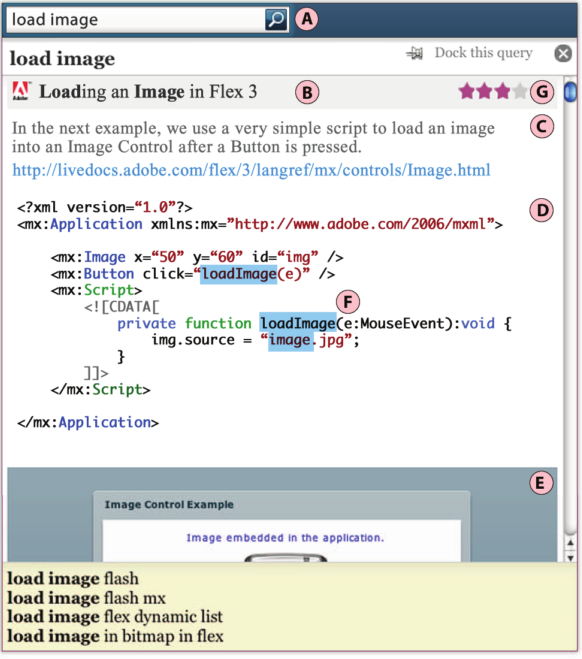 load image
A
load image
Dock this query
Adobe
Loading an Image in Flex 3
B
G
In the next example, we use a very simple script to load an image
C
into an Image Control after a Button is pressed.
http://livedocs.adobe.com/flex/3/langref/mx/controls/Image.html
<?xml version="1.0"?>
D
<mx:Application xmlns:mx="http://www.adobe.com/2006/mxml">
<mx:Image x="50" y="60" id="img" />
<mx:Button click="loadImage(e)" />
<mx:Script>
<![CDATA[
F
private function loadImage(e:MouseEvent):void {
img.source = "image.jpg";
}
]]>
</mx:Script>
</mx:Application>
E
Image Control Example
Image embedded in the application.
load image flash
load image flash mx
load image flex dynamic list
load image in bitmap in flex